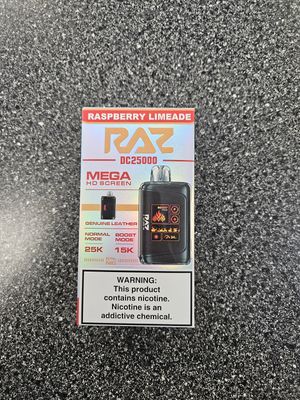 RASPBERRY LIMEADE
RAZ
DC25000
MEGA
HD SCREEN
GENUINE LEATHER
NORMAL MODE
BOOST MODE
25K
15K
WARNING:
This product
contains nicotine.
Nicotine is an
addictive chemical.